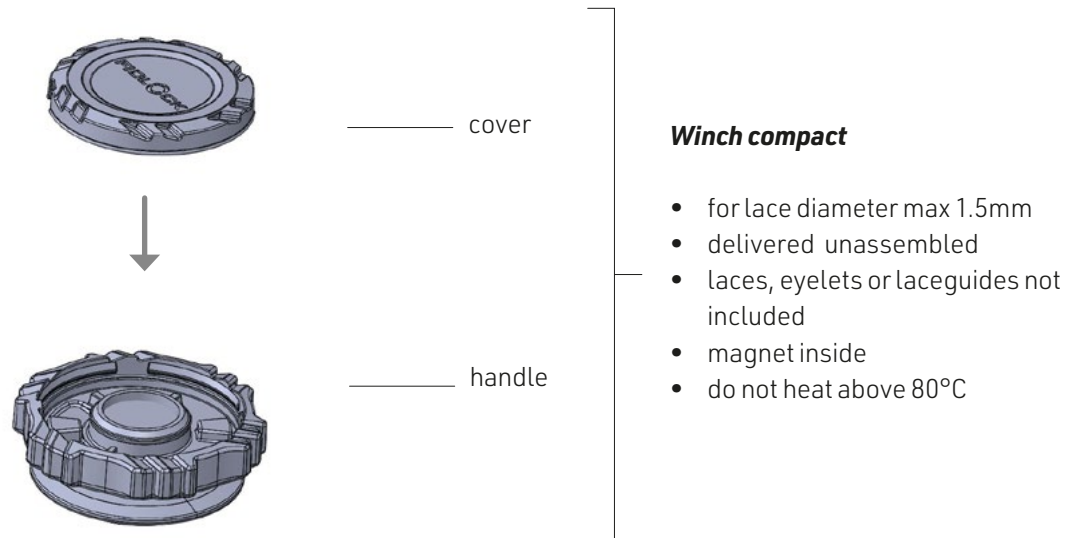 FIDLOCK
cover
handle
Winch compact
• for lace diameter max 1.5mm
• delivered unassembled
• laces, eyelets or laceguides not
included
• magnet inside
• do not heat above 80°C